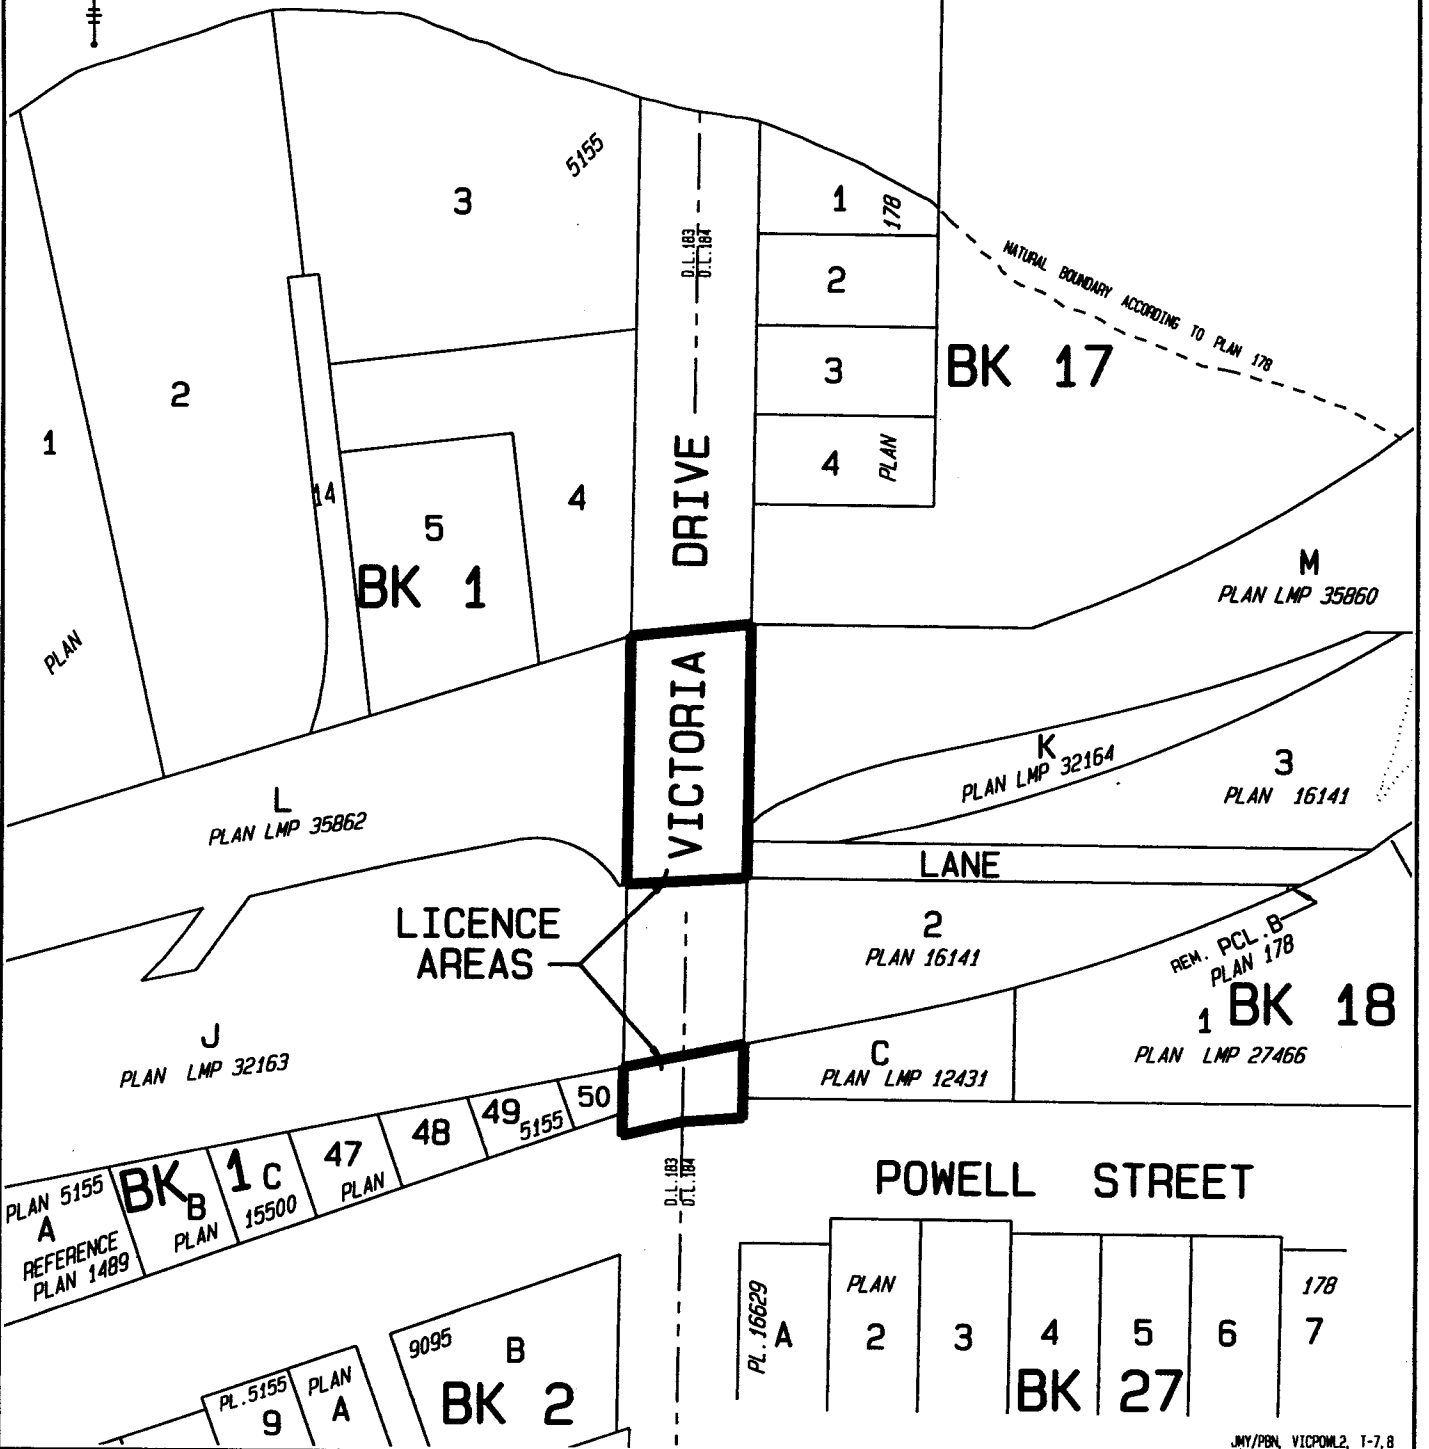 3
5155
1
178
D.L.183
D.L.184
2
NATURAL BOUNDARY ACCORDING TO PLAN 178
3
BK 17
2
1
4
PLAN
14
4
5
DRIVE
BK 1
M
PLAN LMP 35860
PLAN
VICTORIA
K
PLAN LMP 32164
3
PLAN 16141
L
PLAN LMP 35862
LANE
LICENCE
AREAS
2
PLAN 16141
REM. PCL.B
PLAN 178
1
BK 18
PLAN LMP 27466
J
PLAN LMP 32163
C
PLAN LMP 12431
50
49
5155
48
47
PLAN
BK 1
C
15500
B
PLAN
PLAN 5155
A
REFERENCE
PLAN 1489
D.L.183
D.L.184
POWELL STREET
PL.16629
A
PLAN
2
3
4
5
6
178
7
BK 27
9095
B
BK 2
PL.5155
9
PLAN
A
JMY/PBN, VICPOWL2, T-7,8